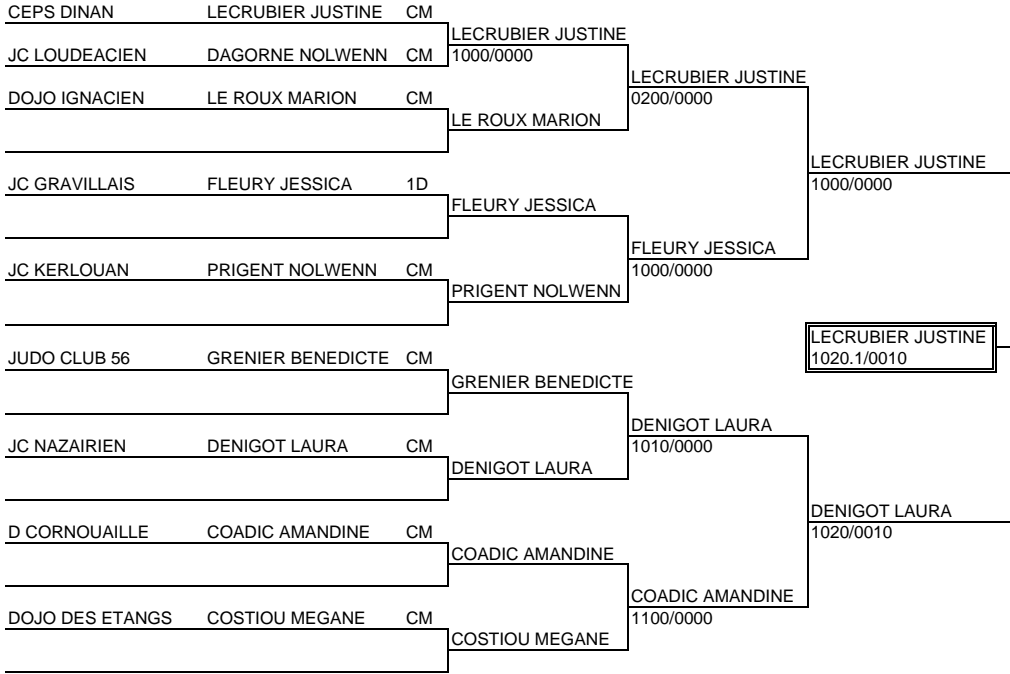 CEPS DINAN LECRUBIER JUSTINE CM
LECRUBIER JUSTINE
JC LOUDEACIEN DAGORNE NOLWENN CM 1000/0000
LECRUBIER JUSTINE
DOJO IGNACIEN LE ROUX MARION CM 0200/0000
LE ROUX MARION
LECRUBIER JUSTINE
JC GRAVILLAIS FLEURY JESSICA 1D 1000/0000
FLEURY JESSICA
FLEURY JESSICA
JC KERLOUAN PRIGENT NOLWENN CM 1000/0000
PRIGENT NOLWENN
LECRUBIER JUSTINE
JUDO CLUB 56 GRENIER BENEDICTE CM 1020.1/0010
GRENIER BENEDICTE
DENIGOT LAURA
JC NAZAIRIEN DENIGOT LAURA CM 1010/0000
DENIGOT LAURA
DENIGOT LAURA
D CORNOUAILLE COADIC AMANDINE CM 1020/0010
COADIC AMANDINE
COADIC AMANDINE
DOJO DES ETANGS COSTIOU MEGANE CM 1100/0000
COSTIOU MEGANE